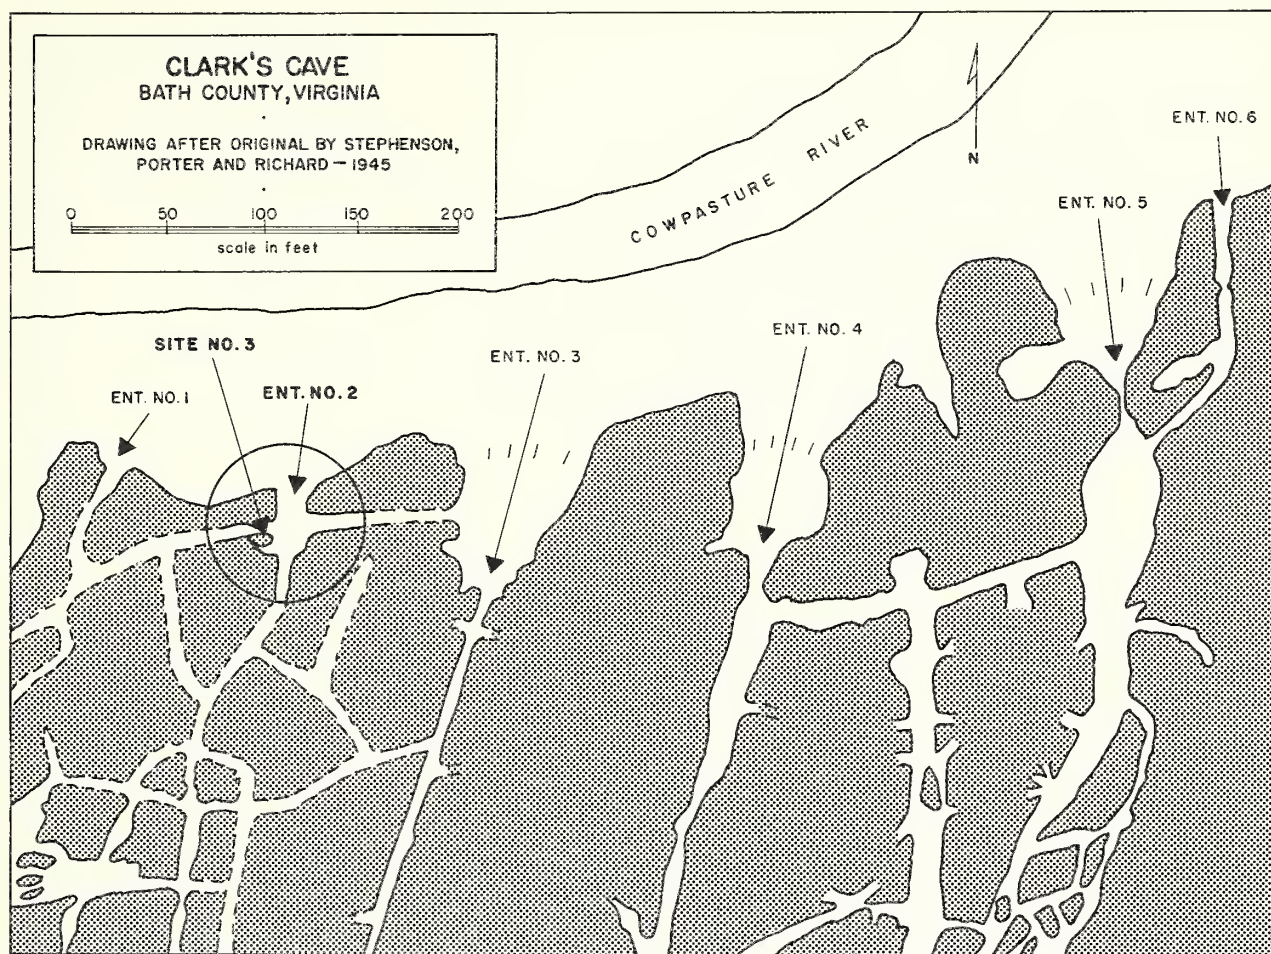 CLARK'S CAVE
BATH COUNTY, VIRGINIA
DRAWING AFTER ORIGINAL BY STEPHENSON,
PORTER AND RICHARD — 1945
0 50 100 150 200
scale in feet
COWPASTURE RIVER
N
ENT. NO. 6
ENT. NO. 5
ENT. NO. 4
SITE NO. 3
ENT. NO. 3
ENT. NO. 2
ENT. NO. 1